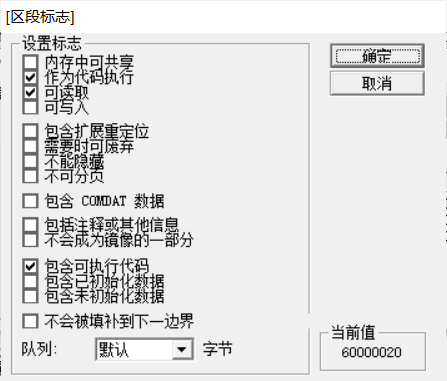 [区段标志]
设置标志
内存中可共享
作为代码执行
可读取
可写入
包含扩展重定位
需要时可废弃
不能隐藏
不可分页
包含 COMDAT 数据
包括注释或其他信息
不会成为镜像的一部分
包含可执行代码
包含已初始化数据
包含未初始化数据
不会被填补到下一边界
队列: 默认 字节
确定
取消
当前值
60000020